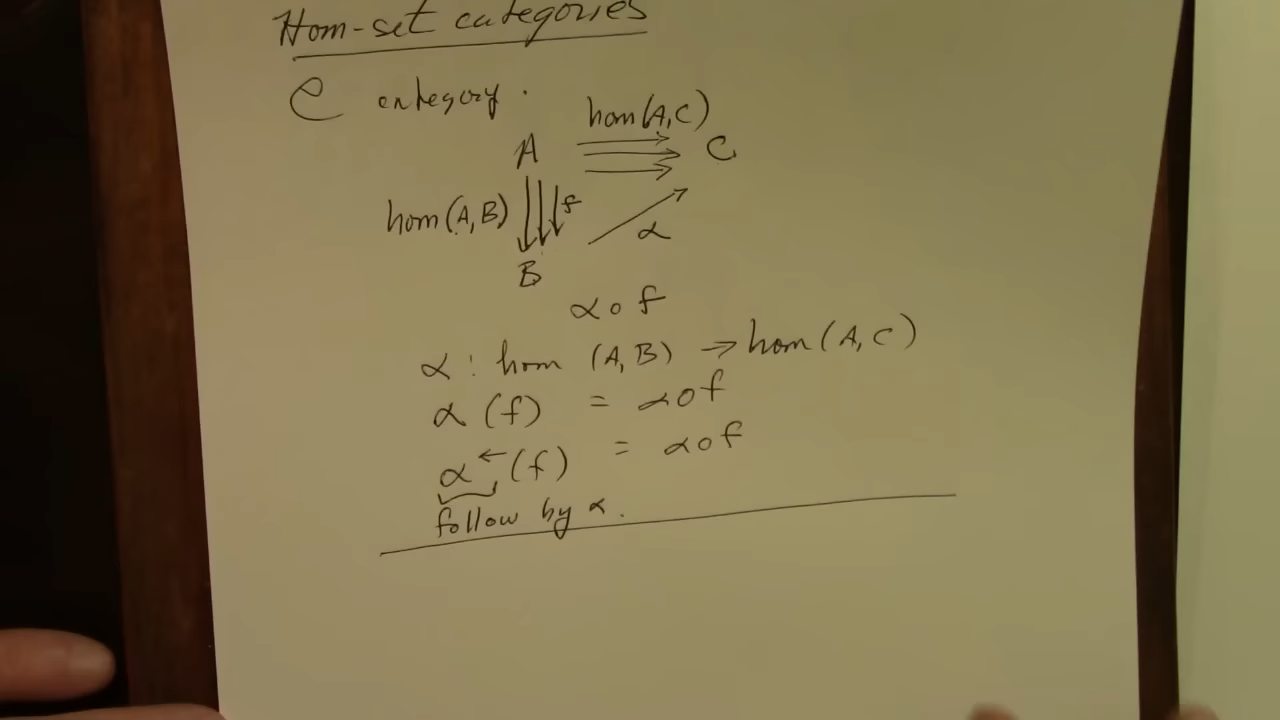 Hom-set categories
C category.
hom(A,C)
A C
hom(A,B) f
α
B
α∘f
α : hom (A,B) → hom(A,C)
α (f) = α∘f
α← (f) = α∘f
follow by α.